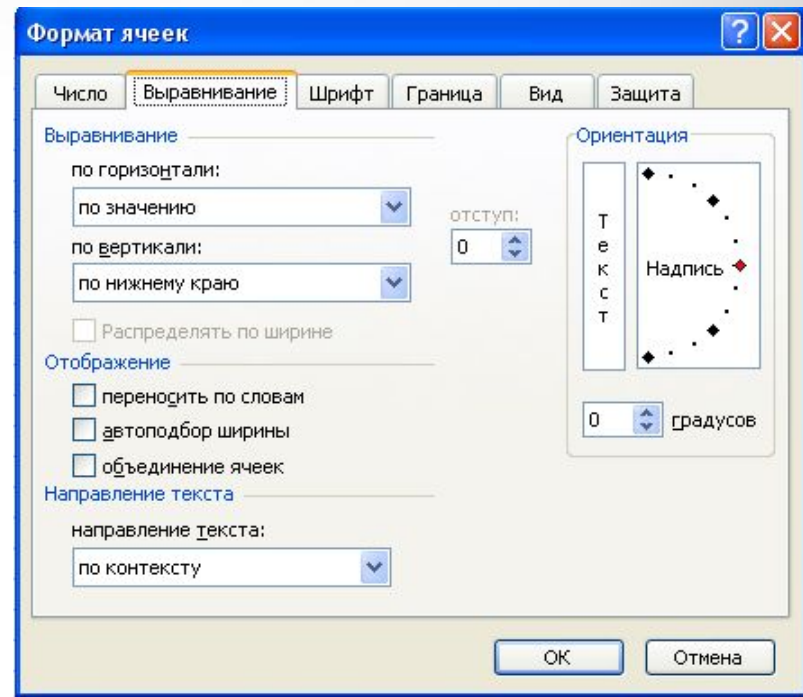 Формат ячеек
Число Выравнивание Шрифт Граница Вид Защита
Выравнивание
по горизонтали:
по значению
отступ:
0
по вертикали:
по нижнему краю
Распределять по ширине
Отображение
переносить по словам
автоподбор ширины
объединение ячеек
Направление текста
направление текста:
по контексту
Ориентация
Текст
Надпись
0 градусов
ОК Отмена